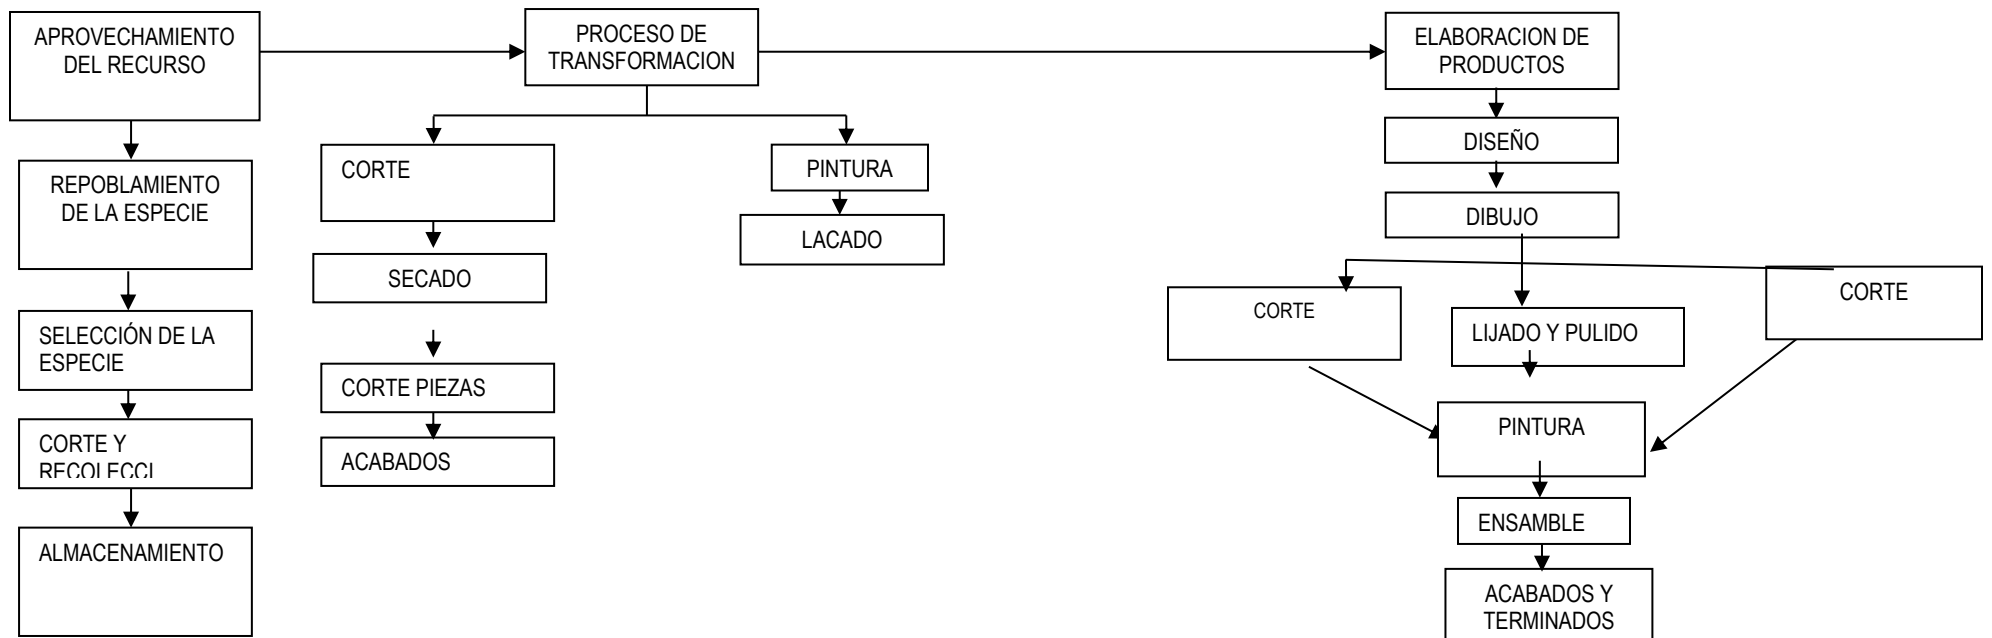 APROVECHAMIENTO
DEL RECURSO
REPOBLAMIENTO
DE LA ESPECIE
SELECCIÓN DE LA
ESPECIE
CORTE Y
RECOLECCI
ALMACENAMIENTO
PROCESO DE
TRANSFORMACION
CORTE
SECADO
CORTE PIEZAS
ACABADOS
PINTURA
LACADO
ELABORACION DE
PRODUCTOS
DISEÑO
DIBUJO
CORTE
LIJADO Y PULIDO
CORTE
PINTURA
ENSAMBLE
ACABADOS Y
TERMINADOS